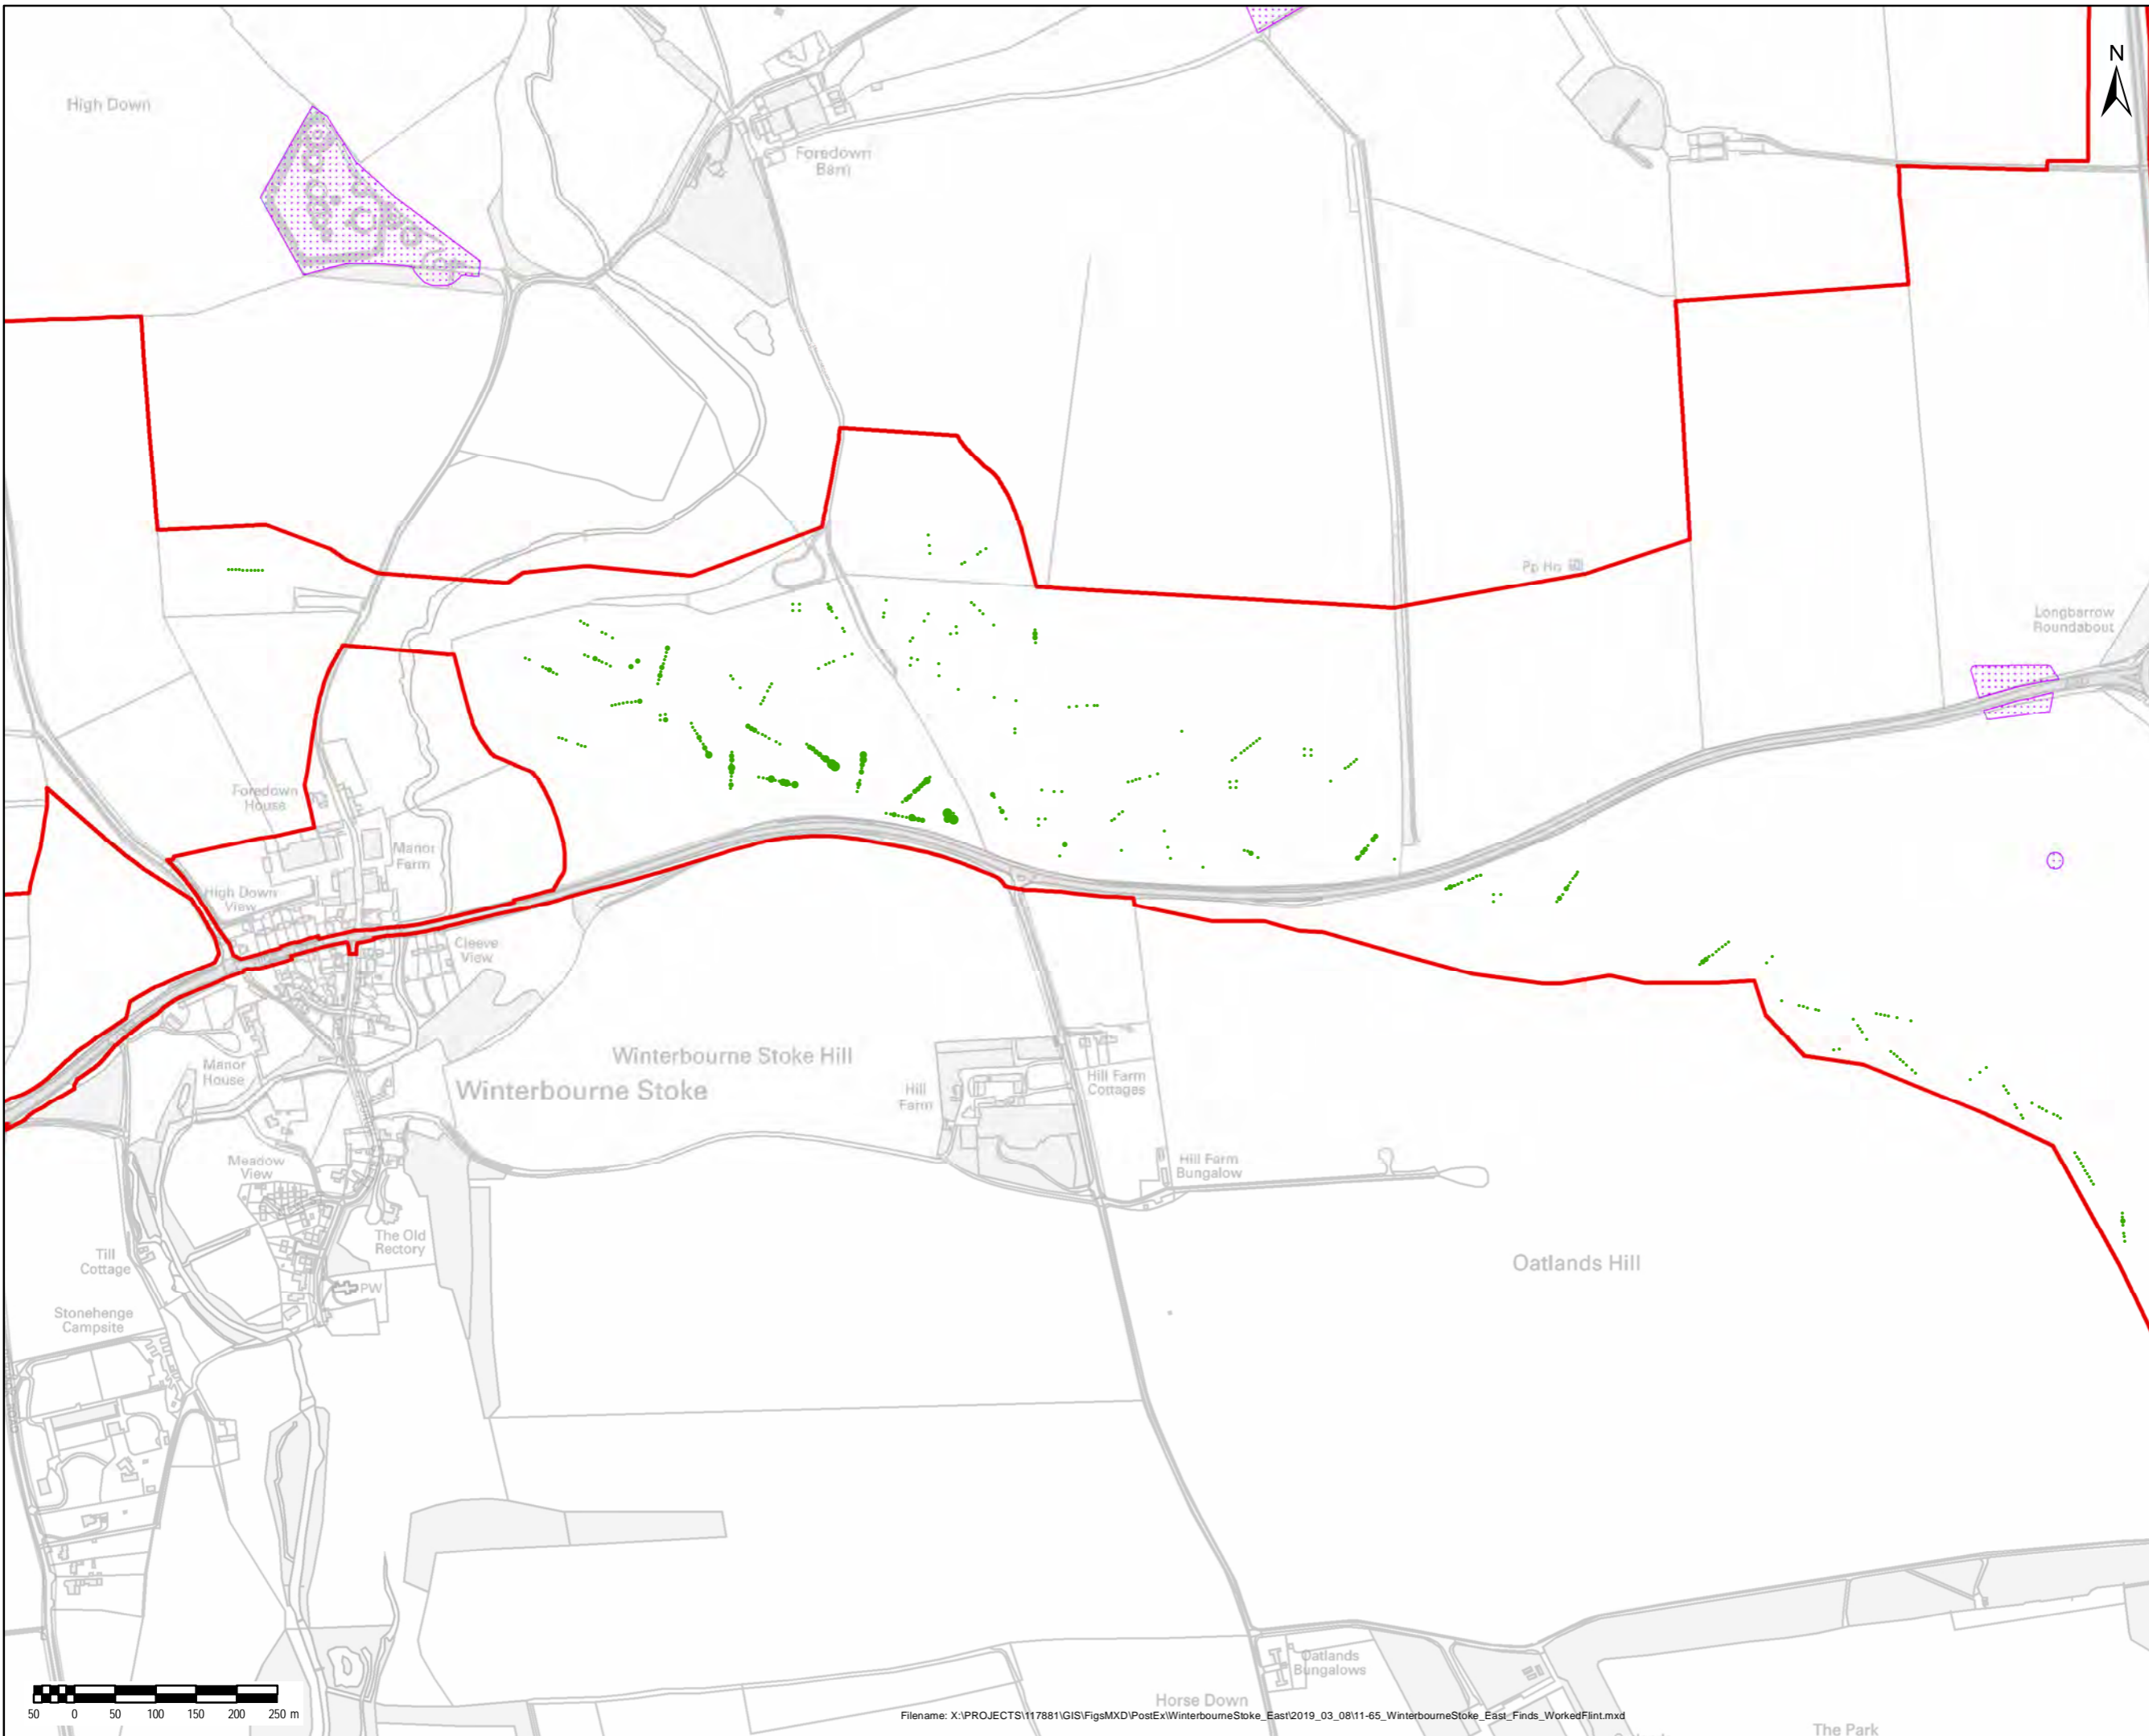 N
High Down
Foredown
Barn
Pp Ho
Longbarrow
Roundabout
Foredown
House
Manor
Farm
High Down
View
Cleeve
View
Winterbourne Stoke Hill
Manor
House
Winterbourne Stoke
Hill
Farm
Hill Farm
Cottages
Meadow
View
Hill Farm
Bungalow
The Old
Rectory
Till
Cottage
Oatlands Hill
PW
Stonehenge
Campsite
Oatlands
Bungalows
Horse Down
50 0 50 100 150 200 250 m
Filename: X:\PROJECTS\117881\GIS\FigsMXD\PostEx\WinterbourneStoke_East\2019_03_08\11-65_WinterbourneStoke_East_Finds_WorkedFlint.mxd
The Park